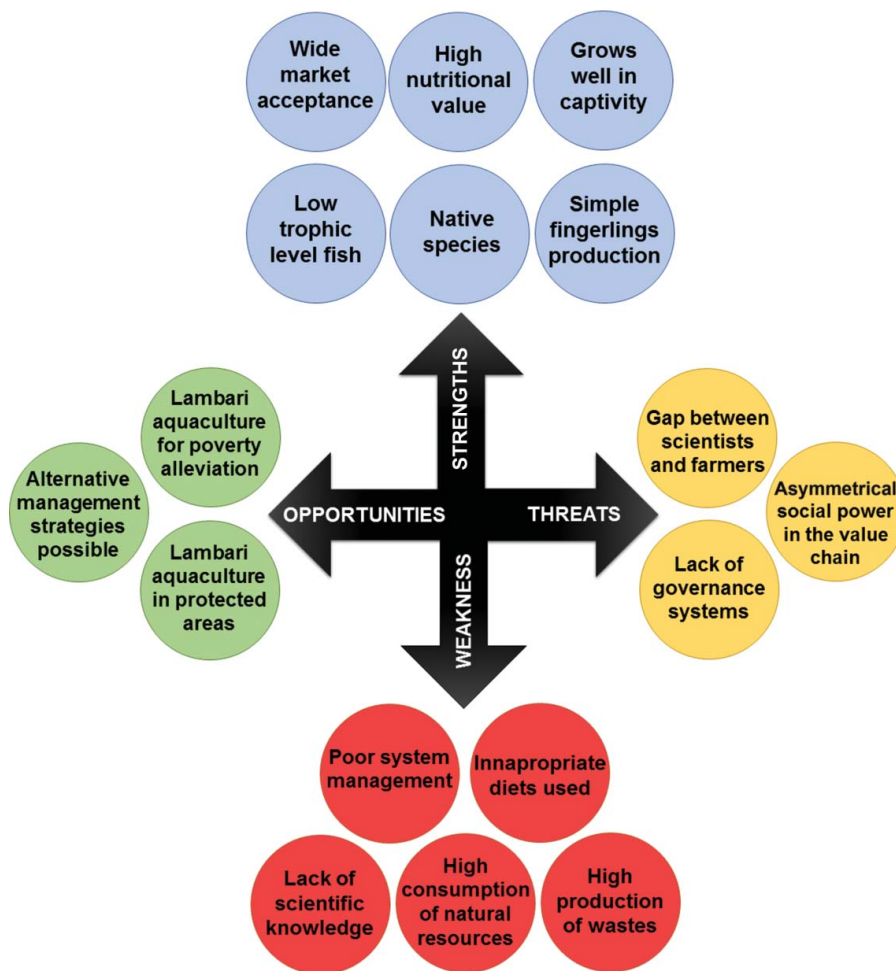 Wide
market
acceptance
High
nutritional
value
Grows
well in
captivity
Low
trophic
level fish
Native
species
Simple
fingerlings
production
STRENGTHS
Lambari
aquaculture
for poverty
alleviation
Alternative
management
strategies
possible
Lambari
aquaculture
in protected
areas
OPPORTUNITIES
THREATS
Gap between
scientists
and farmers
Asymmetrical
social power
in the value
chain
Lack of
governance
systems
WEAKNESS
Poor system
management
Innapropriate
diets used
Lack of
scientific
knowledge
High
consumption
of natural
resources
High
production
of wastes